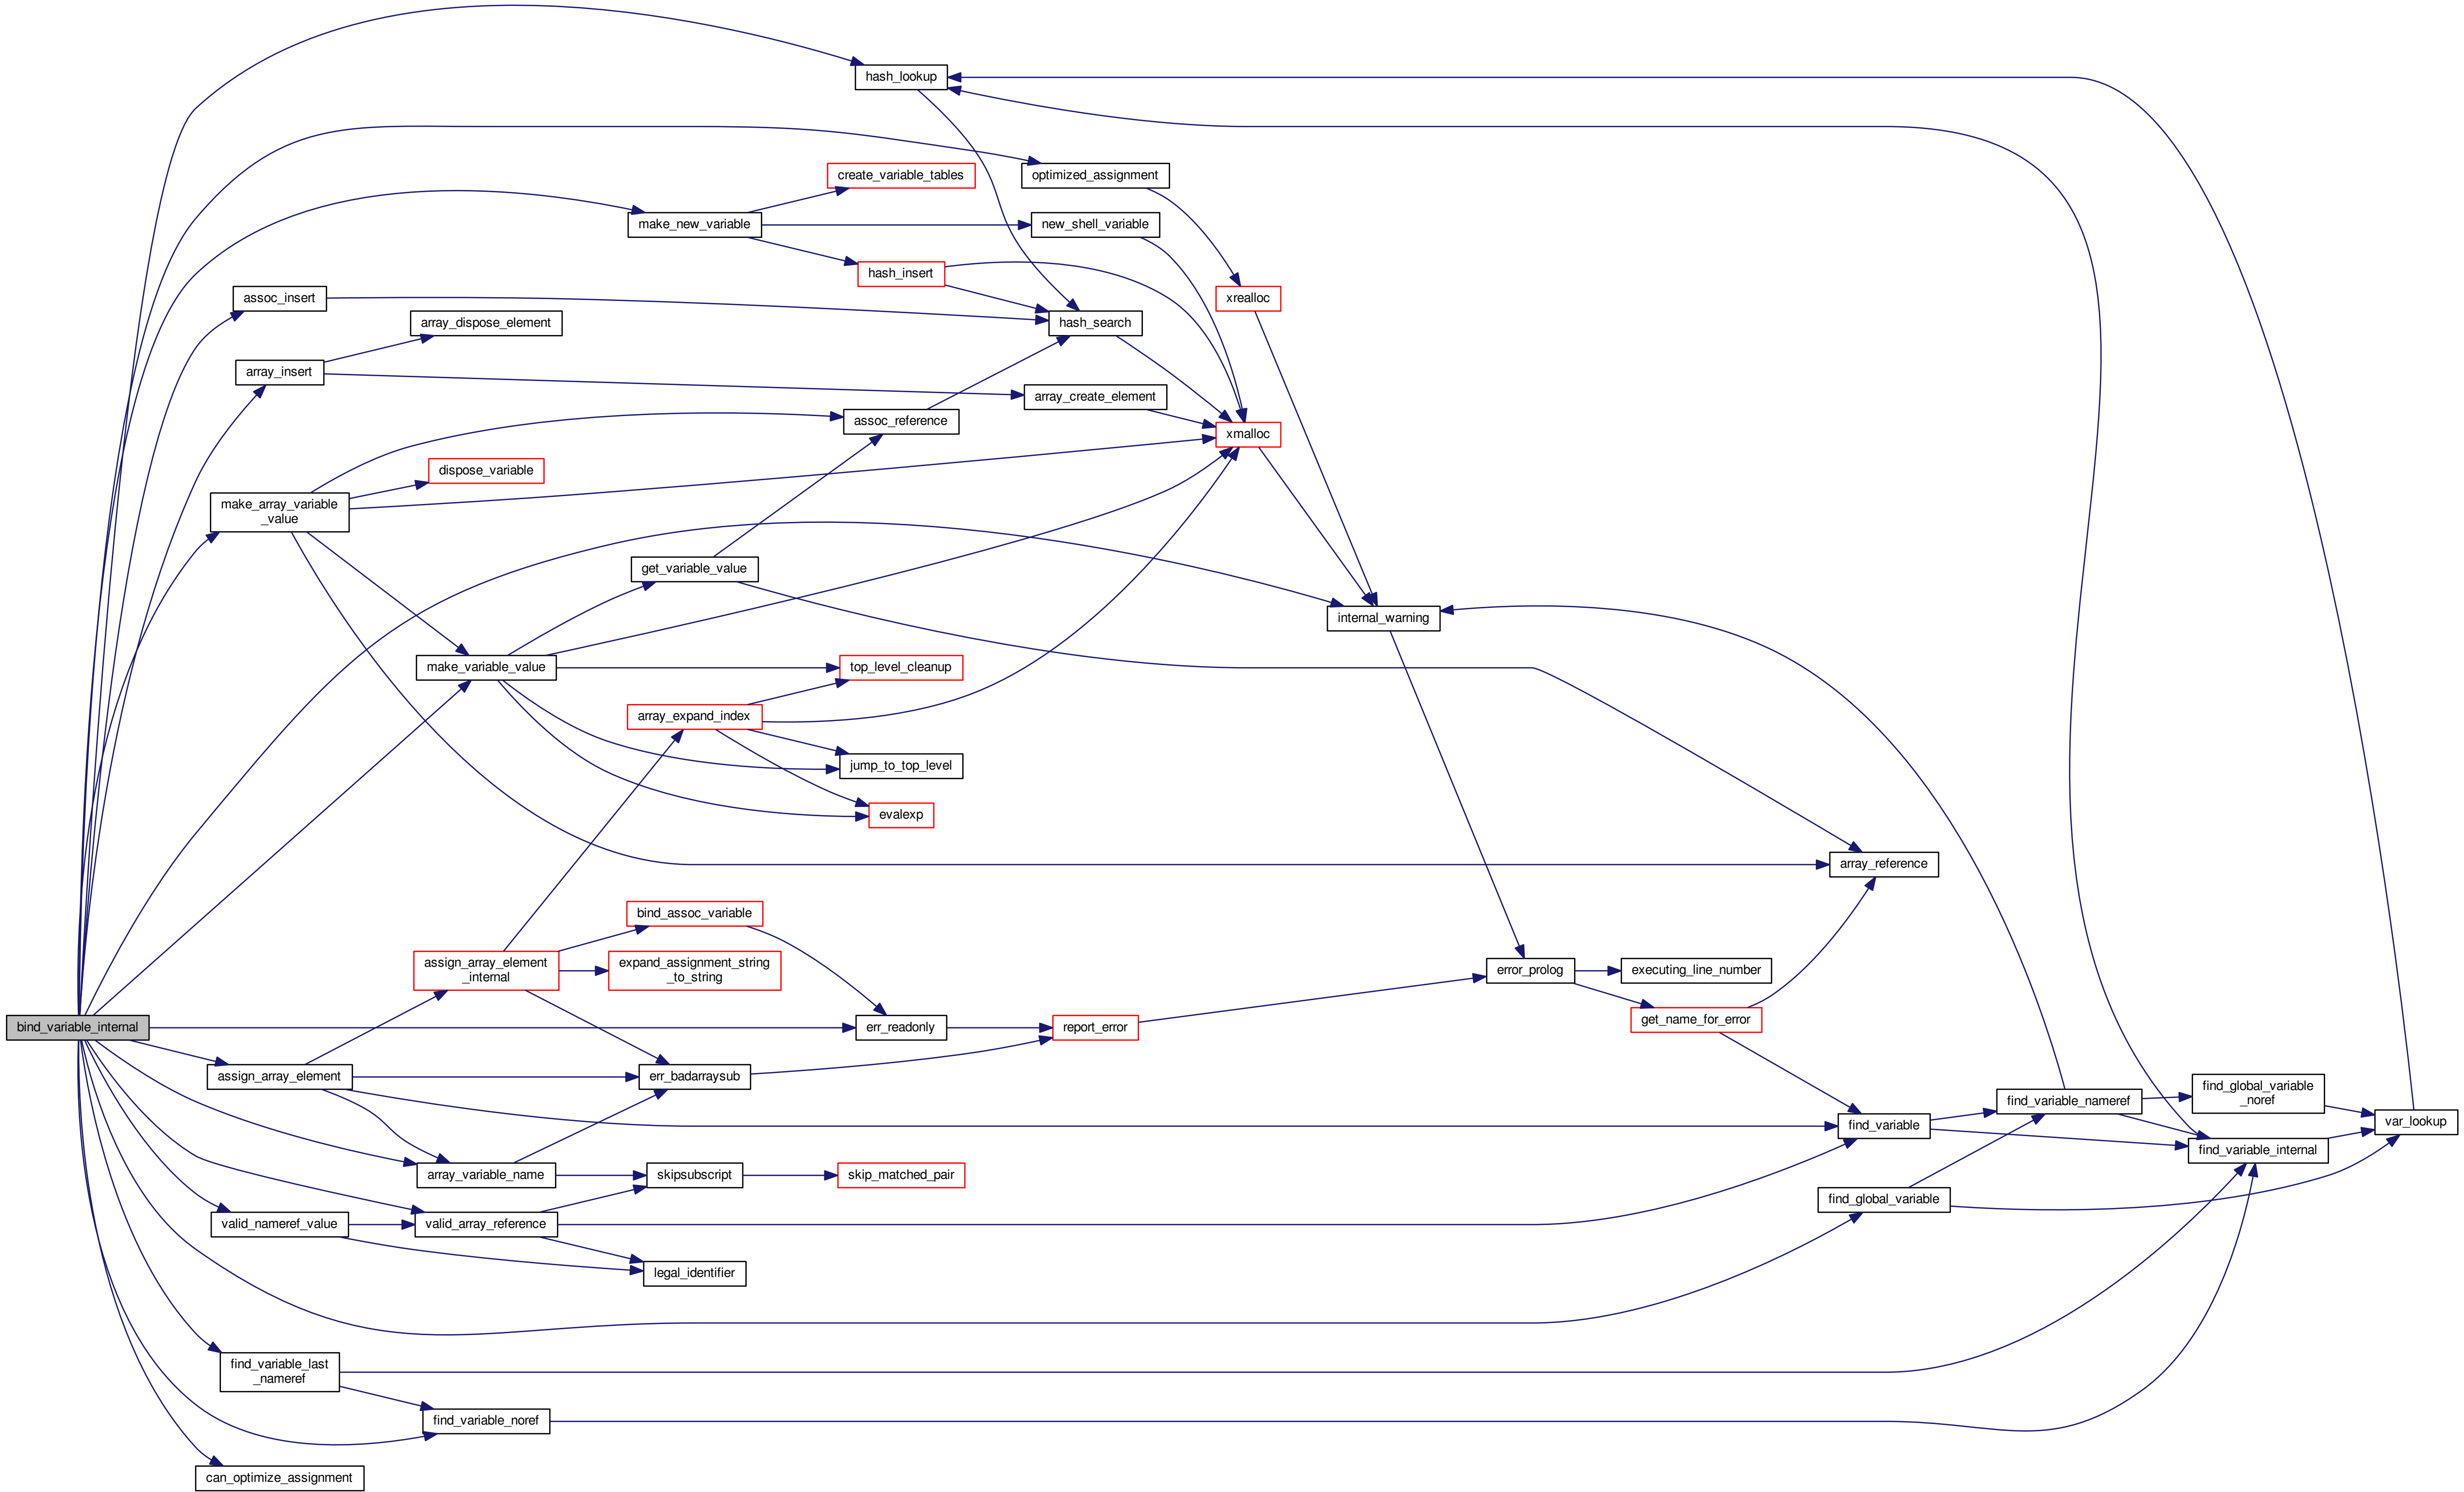 hash_lookup
create_variable_tables
optimized_assignment
make_new_variable
new_shell_variable
hash_insert
assoc_insert
xrealloc
array_dispose_element
hash_search
array_insert
array_create_element
assoc_reference
xmalloc
dispose_variable
make_array_variable
_value
get_variable_value
internal_warning
make_variable_value
top_level_cleanup
array_expand_index
jump_to_top_level
evalexp
array_reference
bind_assoc_variable
assign_array_element
_internal
expand_assignment_string
_to_string
error_prolog
executing_line_number
bind_variable_internal
err_readonly
report_error
get_name_for_error
assign_array_element
err_badarraysub
find_variable_nameref
find_global_variable
_noref
find_variable
var_lookup
find_variable_internal
array_variable_name
skipsubscript
skip_matched_pair
find_global_variable
valid_nameref_value
valid_array_reference
legal_identifier
find_variable_last
_nameref
find_variable_noref
can_optimize_assignment